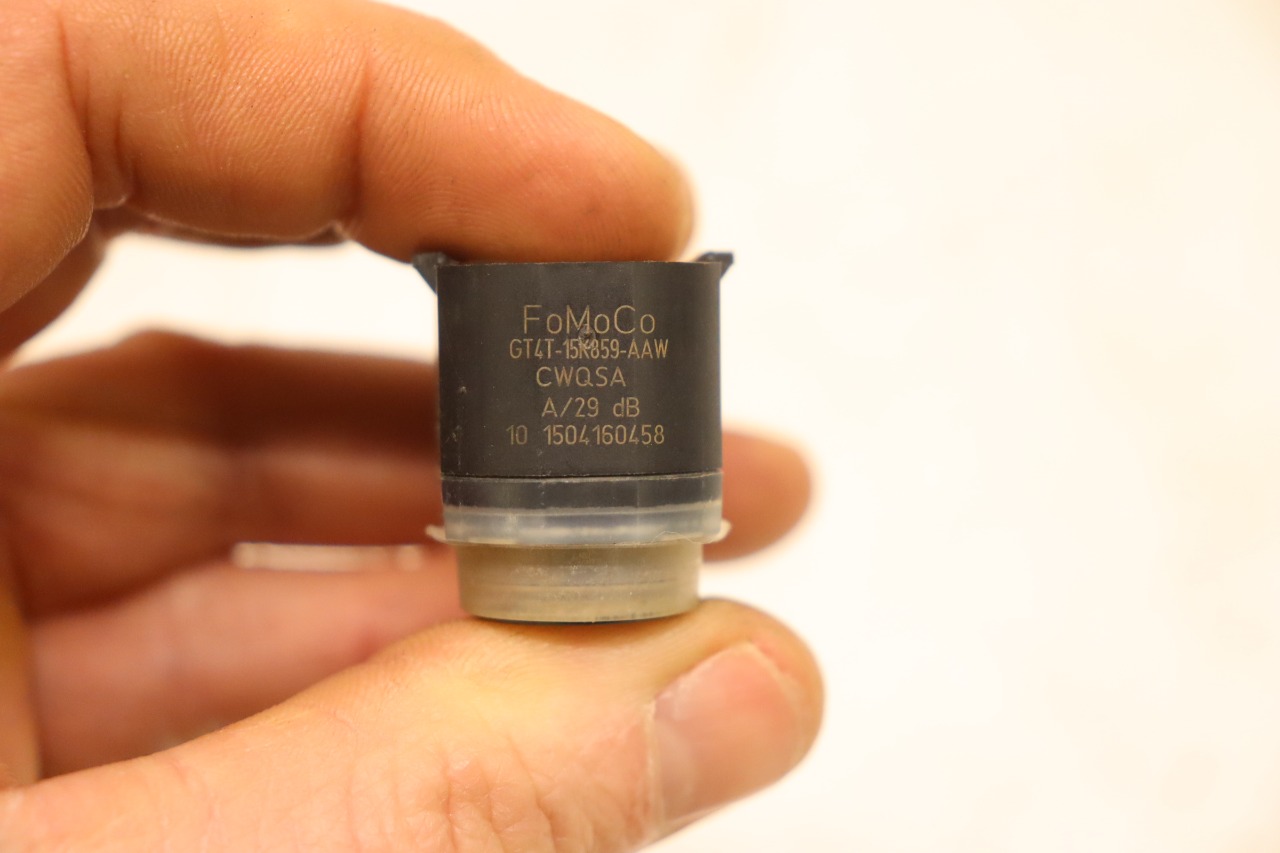 FoMoCo
GT4T-15K859-AAW
CWQSA
A/29 dB
10 1504160458